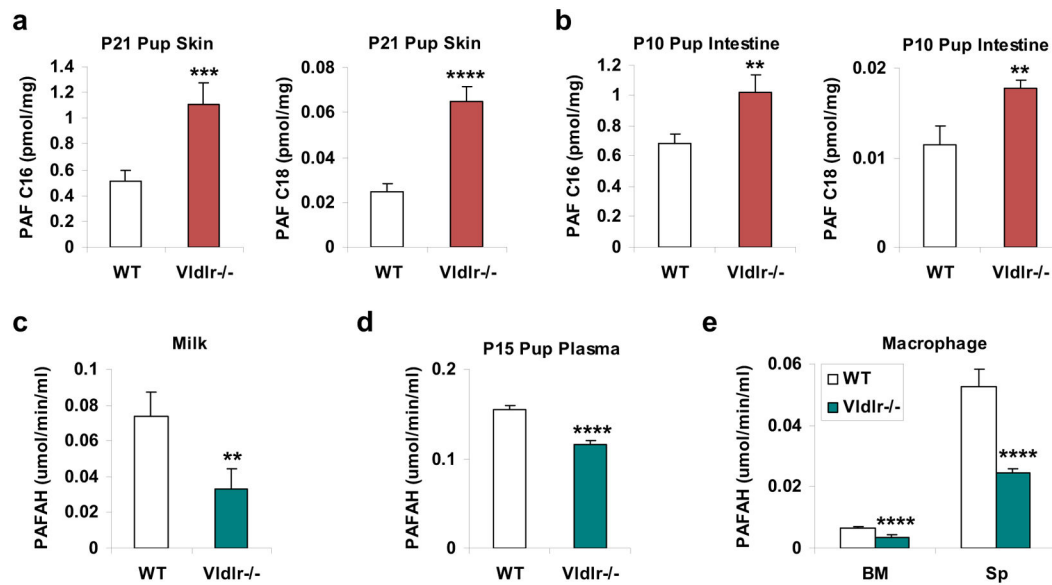 a
P21 Pup Skin
PAF C16 (pmol/mg)
1.4
1.2
1
0.8
0.6
0.4
0.2
0
***
WT
Vldlr-/-
P21 Pup Skin
PAF C18 (pmol/mg)
0.08
0.06
0.04
0.02
0
****
WT
Vldlr-/-
b
P10 Pup Intestine
PAF C16 (pmol/mg)
1.2
1
0.8
0.6
0.4
0.2
0
**
WT
Vldlr-/-
P10 Pup Intestine
PAF C18 (pmol/mg)
0.02
0.01
0
**
WT
Vldlr-/-
c
Milk
PAFAH (umol/min/ml)
0.1
0.08
0.06
0.04
0.02
0
**
WT
Vldlr-/-
d
P15 Pup Plasma
PAFAH (umol/min/ml)
0.2
0.1
0
****
WT
Vldlr-/-
e
Macrophage
PAFAH (umol/min/ml)
0.06
0.04
0.02
0
WT
Vldlr-/-
****
****
BM
Sp